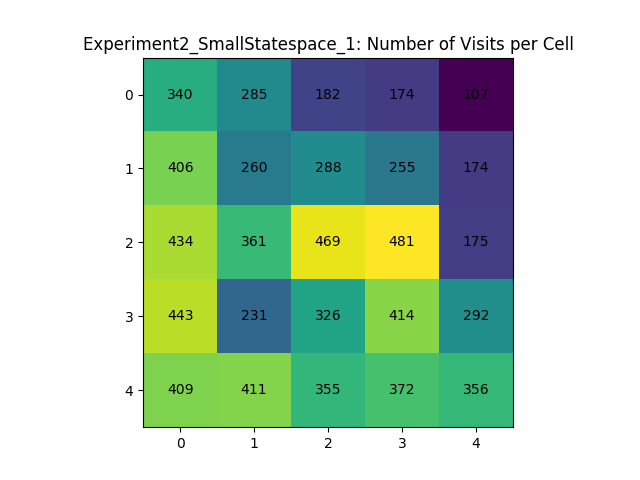 Experiment2_SmallStatespace_1: Number of Visits per Cell
0 340 285 182 174 107
1 406 260 288 255 174
2 434 361 469 481 175
3 443 231 326 414 292
4 409 411 355 372 356
0 1 2 3 4